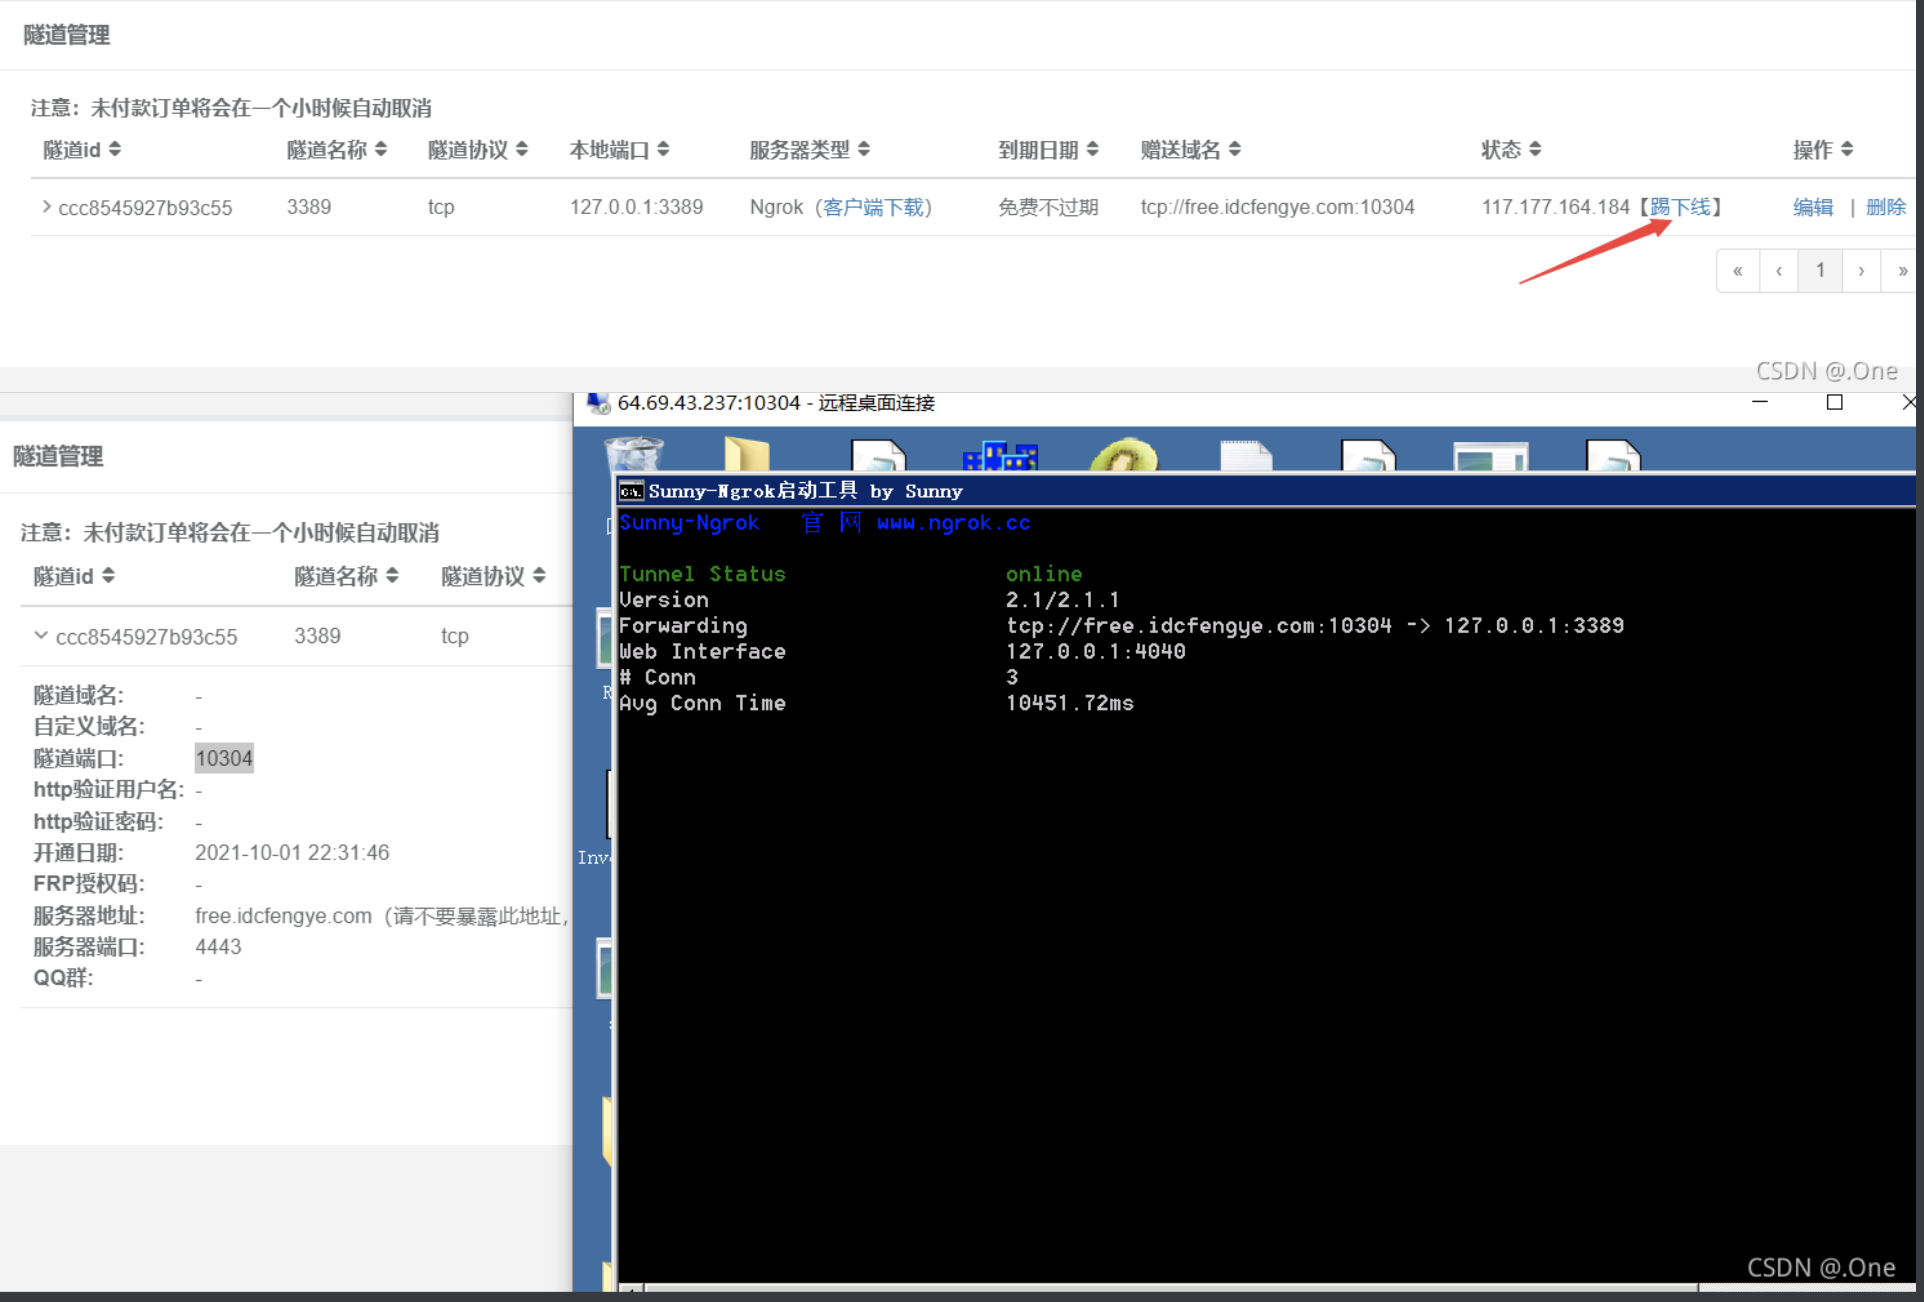 隧道管理
注意：未付款订单将会在一个小时候自动取消
隧道id 隧道名称 隧道协议 本地端口 服务器类型 到期日期 赠送域名 状态 操作
ccc8545927b93c55 3389 tcp 127.0.0.1:3389 Ngrok（客户端下载） 免费不过期 tcp://free.idcfengye.com:10304 117.177.164.184【踢下线】 编辑 | 删除
« ‹ 1 › »
CSDN @.One
64.69.43.237:10304 - 远程桌面连接
隧道管理
注意：未付款订单将会在一个小时候自动取消
隧道id 隧道名称 隧道协议
ccc8545927b93c55 3389 tcp
隧道域名: -
自定义域名: -
隧道端口: 10304
http验证用户名: -
http验证密码: -
开通日期: 2021-10-01 22:31:46
FRP授权码: -
服务器地址: free.idcfengye.com（请不要暴露此地址，
服务器端口: 4443
QQ群: -
Sunny-Ngrok启动工具 by Sunny
Sunny-Ngrok 官 网 www.ngrok.cc
Tunnel Status online
Version 2.1/2.1.1
Forwarding tcp://free.idcfengye.com:10304 -> 127.0.0.1:3389
Web Interface 127.0.0.1:4040
# Conn 3
Avg Conn Time 10451.72ms
R
Inv
CSDN @.One